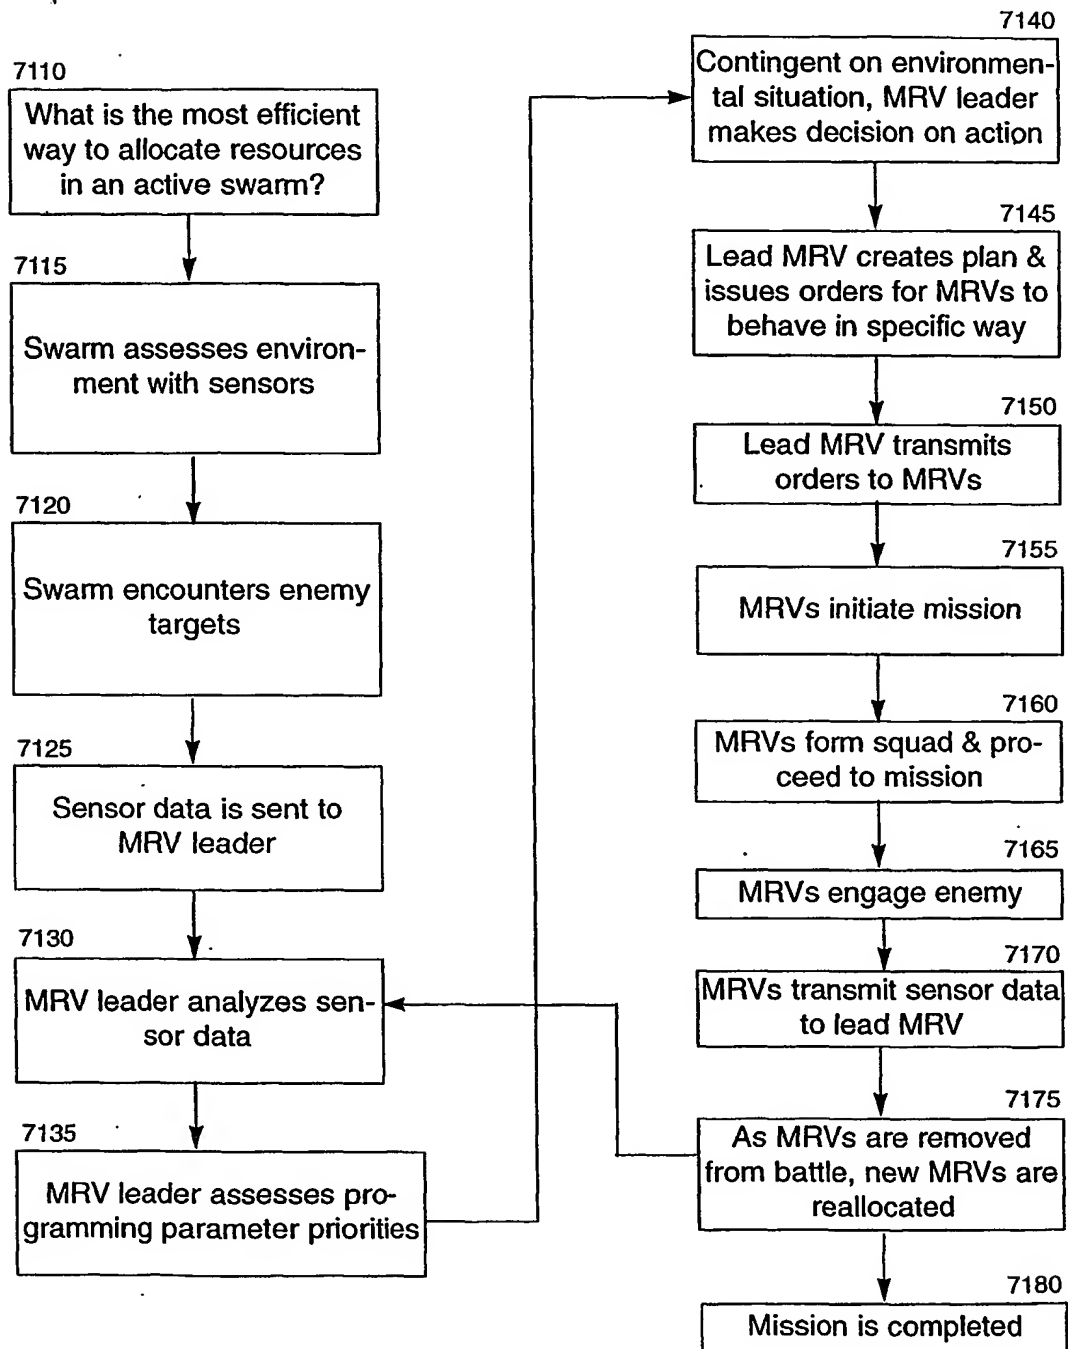 7110
What is the most efficient
way to allocate resources
in an active swarm?
7115
Swarm assesses environ-
ment with sensors
7120
Swarm encounters enemy
targets
7125
Sensor data is sent to
MRV leader
7130
MRV leader analyzes sen-
sor data
7135
MRV leader assesses pro-
gramming parameter priorities
7140
Contingent on environmen-
tal situation, MRV leader
makes decision on action
7145
Lead MRV creates plan &
issues orders for MRVs to
behave in specific way
7150
Lead MRV transmits
orders to MRVs
7155
MRVs initiate mission
7160
MRVs form squad & pro-
ceed to mission
7165
MRVs engage enemy
7170
MRVs transmit sensor data
to lead MRV
7175
As MRVs are removed
from battle, new MRVs are
reallocated
7180
Mission is completed